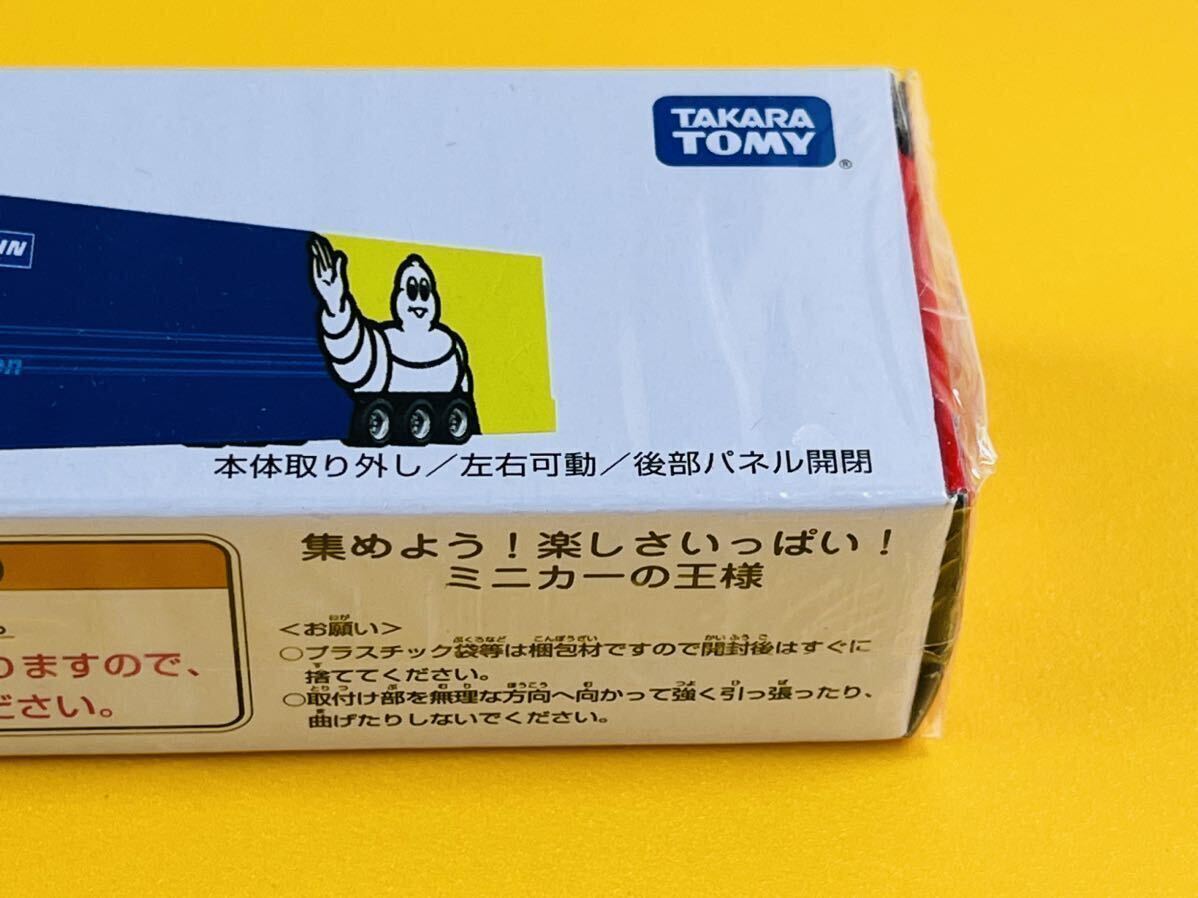 TAKARA
TOMY
®
IN
on
本体取り外し／左右可動／後部パネル開閉
集めよう！楽しさいっぱい！
ミニカーの王様
りますので、
ださい。
＜お願い＞
○プラスチック袋等は梱包材ですので開封後はすぐに
捨ててください。
○取付け部を無理な方向へ向かって強く引っ張ったり、
曲げたりしないでください。